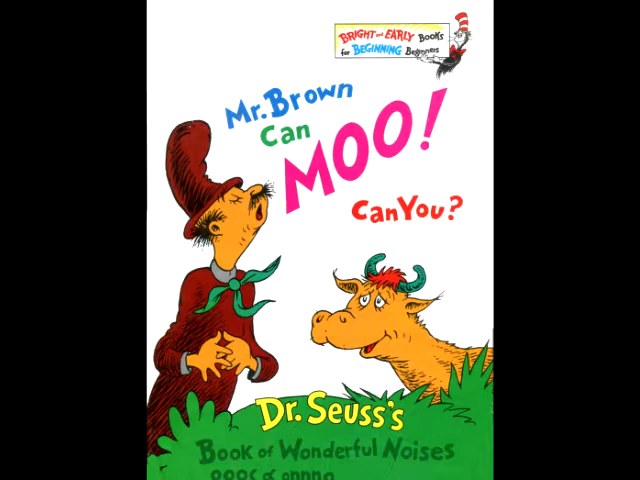 BRIGHT and EARLY Books
for BEGINNING Beginners
Mr. Brown
Can
MOO!
Can You?
Dr. Seuss's
Book of Wonderful Noises